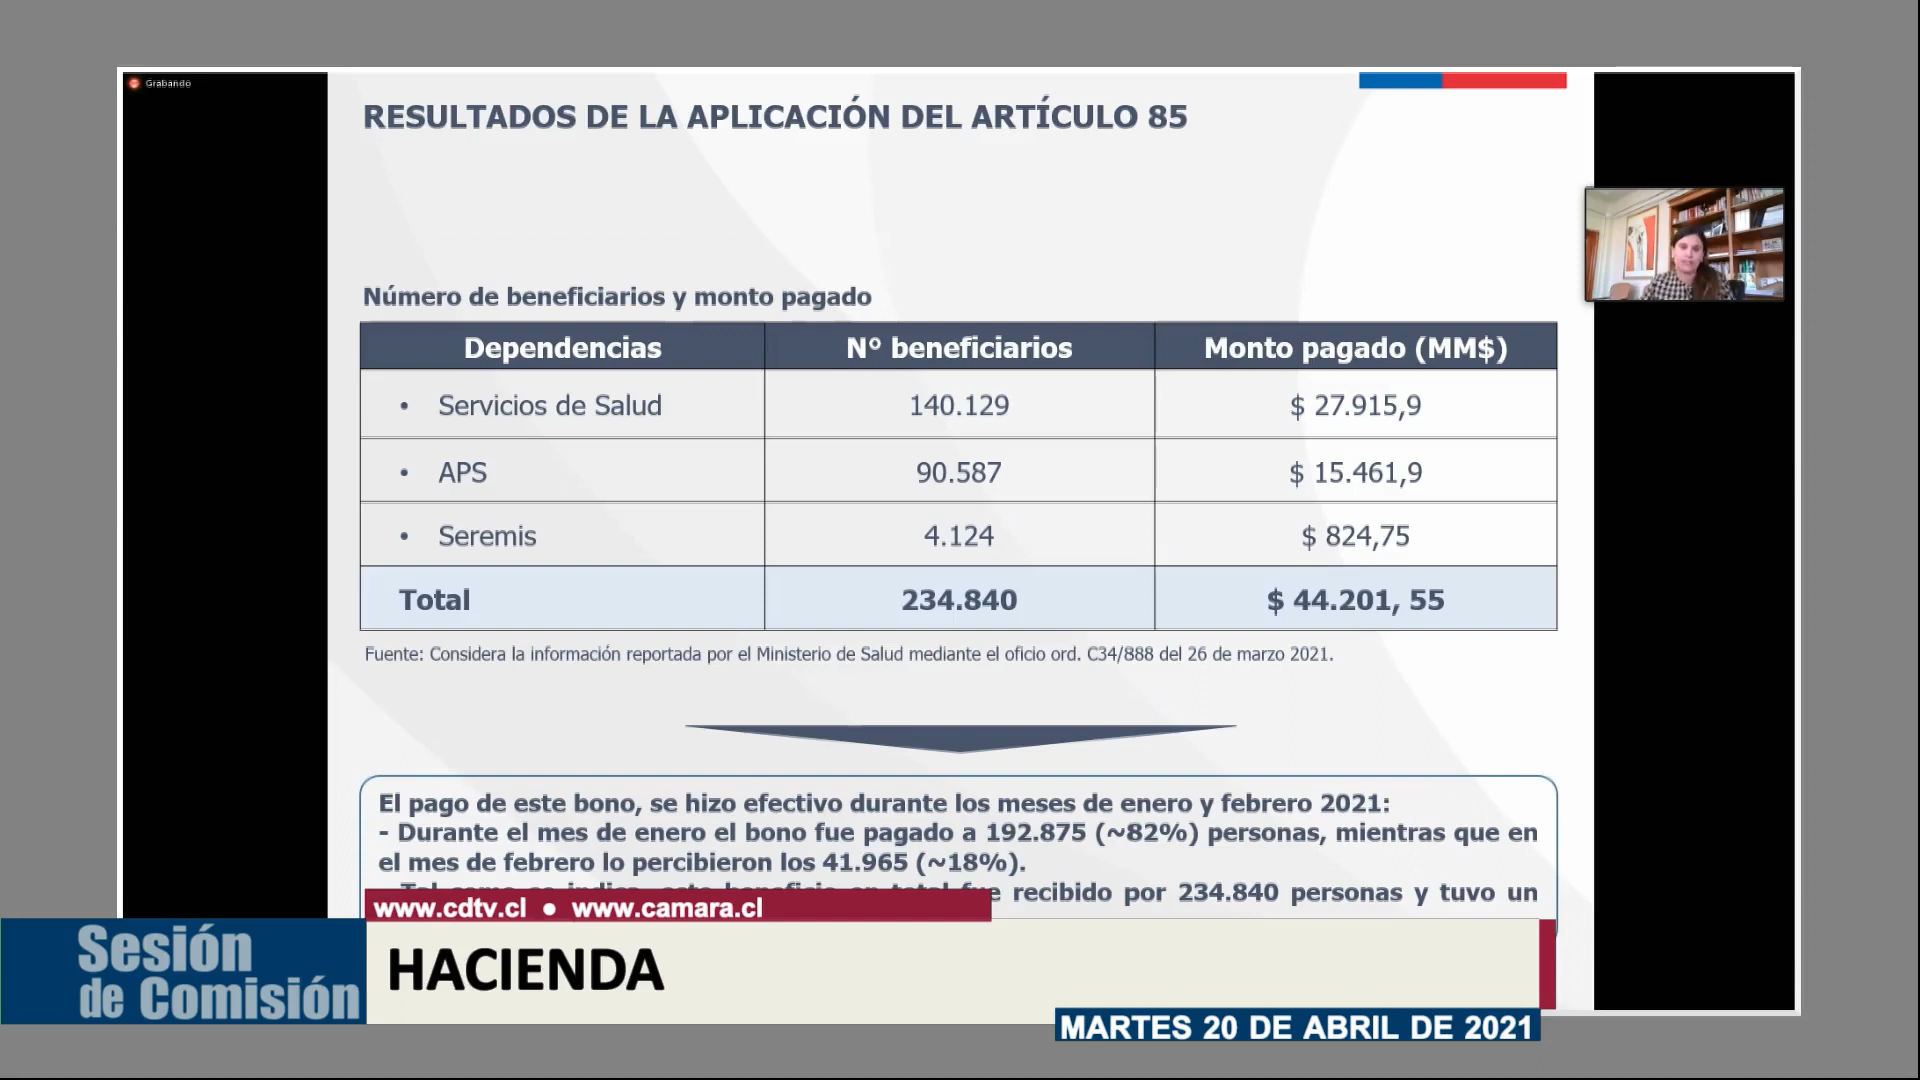 Grabando
RESULTADOS DE LA APLICACIÓN DEL ARTÍCULO 85
Número de beneficiarios y monto pagado
Dependencias Nº beneficiarios Monto pagado (MM$)
• Servicios de Salud 140.129 $ 27.915,9
• APS 90.587 $ 15.461,9
• Seremis 4.124 $ 824,75
Total 234.840 $ 44.201, 55
Fuente: Considera la información reportada por el Ministerio de Salud mediante el oficio ord. C34/888 del 26 de marzo 2021.
El pago de este bono, se hizo efectivo durante los meses de enero y febrero 2021:
- Durante el mes de enero el bono fue pagado a 192.875 (~82%) personas, mientras que en
el mes de febrero lo percibieron los 41.965 (~18%).
recibido por 234.840 personas y tuvo un
www.cdtv.cl ● www.camara.cl
Sesión
de Comisión
HACIENDA
MARTES 20 DE ABRIL DE 2021